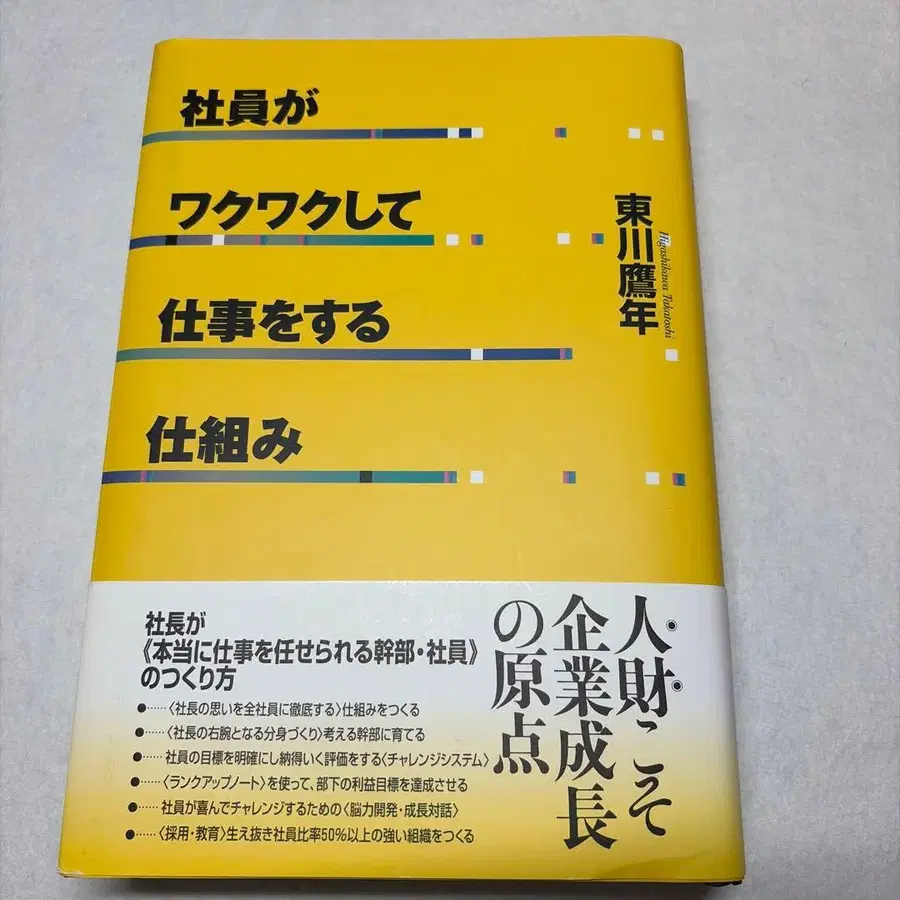 社員が
ワクワクして
仕事をする
仕組み
東川鷹年
Higashikawa Takatoshi
人財こそ
企業成長
の原点
社長が
《本当に仕事を任せられる幹部・社員》
のつくり方
●……〈社長の思いを全社員に徹底する〉仕組みをつくる
●……〈社長の右腕となる分身づくり〉考える幹部に育てる
●……社員の目標を明確にし納得いく評価をする〈チャレンジシステム〉
●……〈ランクアップノート〉を使って、部下の利益目標を達成させる
●……社員が喜んでチャレンジするための〈脳力開発・成長対話〉
●……〈採用・教育〉生え抜き社員比率50%以上の強い組織をつくる